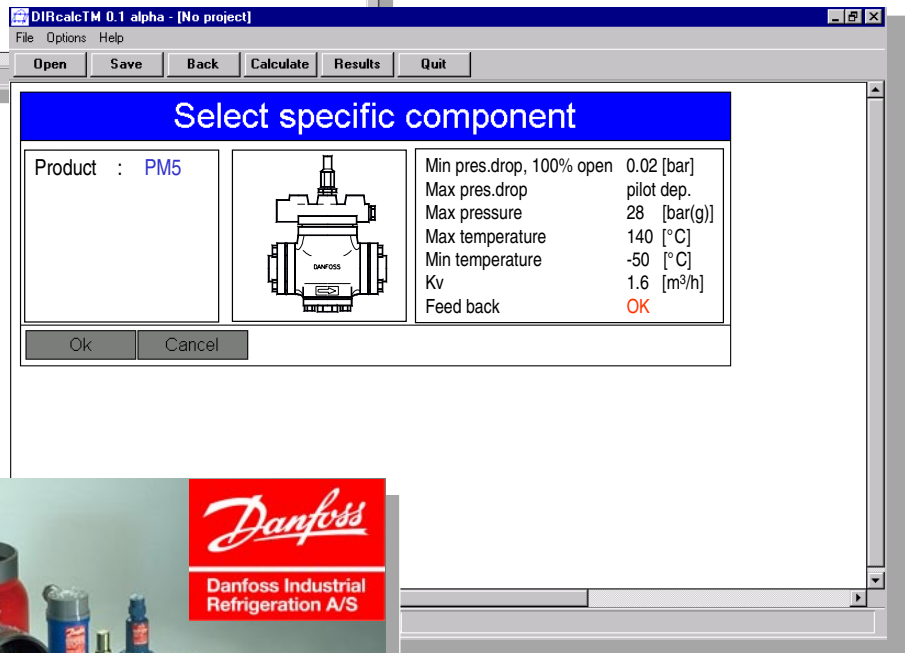 DIRcalcTM 0.1 alpha - [No project]
File Options Help
Open Save Back Calculate Results Quit
Select specific component
Product : PM5
DANFOSS
Min pres.drop, 100% open 0.02 [bar]
Max pres.drop pilot dep.
Max pressure 28 [bar(g)]
Max temperature 140 [°C]
Min temperature -50 [°C]
Kv 1.6 [m³/h]
Feed back OK
Ok Cancel
Danfoss
Danfoss Industrial
Refrigeration A/S